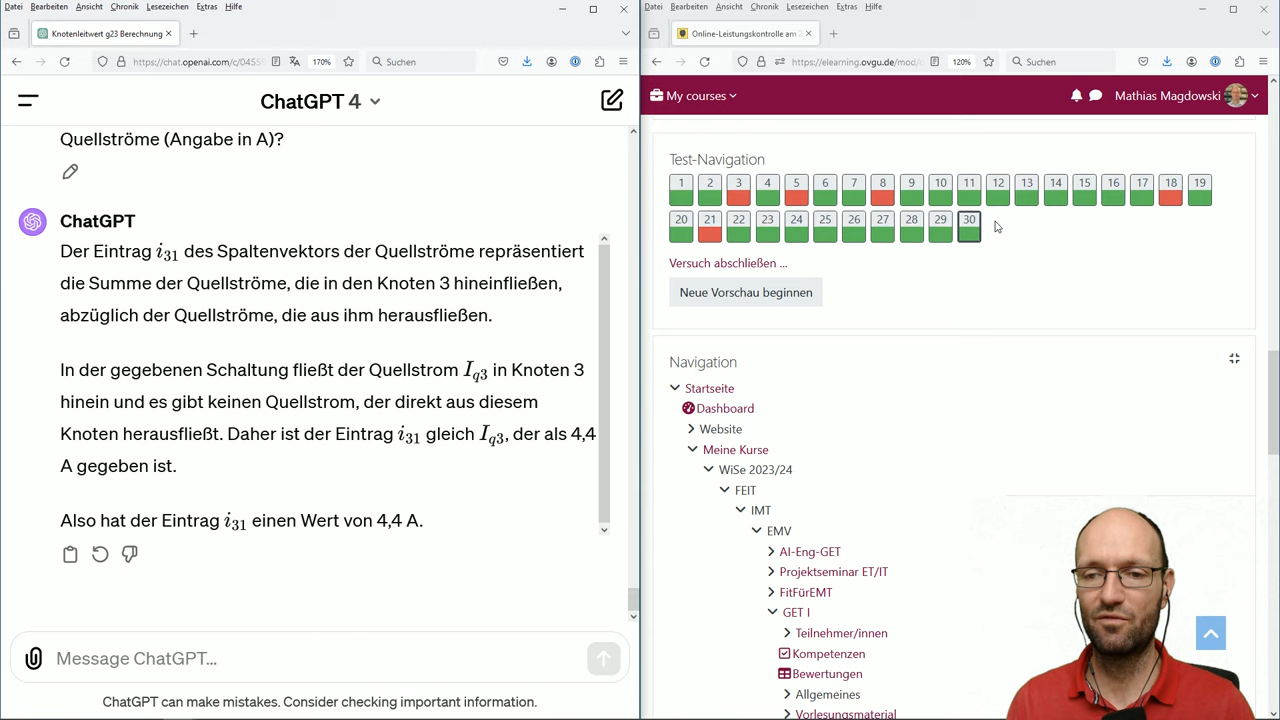 Datei Bearbeiten Ansicht Chronik Lesezeichen Extras Hilfe
Knotenleitwert g23 Berechnung
https://chat.openai.com/c/0455
170%
Suchen
ChatGPT 4
Quellströme (Angabe in A)?
ChatGPT
Der Eintrag i31 des Spaltenvektors der Quellströme repräsentiert
die Summe der Quellströme, die in den Knoten 3 hineinfließen,
abzüglich der Quellströme, die aus ihm herausfließen.
In der gegebenen Schaltung fließt der Quellstrom Iq3 in Knoten 3
hinein und es gibt keinen Quellstrom, der direkt aus diesem
Knoten herausfließt. Daher ist der Eintrag i31 gleich Iq3, der als 4,4
A gegeben ist.
Also hat der Eintrag i31 einen Wert von 4,4 A.
Message ChatGPT...
ChatGPT can make mistakes. Consider checking important information.
Datei Bearbeiten Ansicht Chronik Lesezeichen Extras Hilfe
Online-Leistungskontrolle am
https://elearning.ovgu.de/mod/
120%
Suchen
My courses
Mathias Magdowski
Test-Navigation
1 2 3 4 5 6 7 8 9 10 11 12 13 14 15 16 17 18 19
20 21 22 23 24 25 26 27 28 29 30
Versuch abschließen ...
Neue Vorschau beginnen
Navigation
Startseite
Dashboard
Website
Meine Kurse
WiSe 2023/24
FEIT
IMT
EMV
AI-Eng-GET
Projektseminar ET/IT
FitFürEMT
GET I
Teilnehmer/innen
Kompetenzen
Bewertungen
Allgemeines
Vorlesungsmaterial